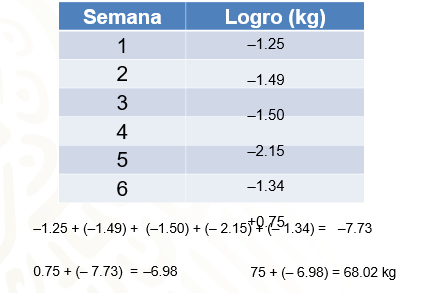 Semana Logro (kg)
1 –1.25
2 –1.49
3 –1.50
4
5 –2.15
6 –1.34
+0.75
–1.25 + (–1.49) + (–1.50) + (– 2.15) + (–1.34) = –7.73
0.75 + (– 7.73) = –6.98 75 + (– 6.98) = 68.02 kg